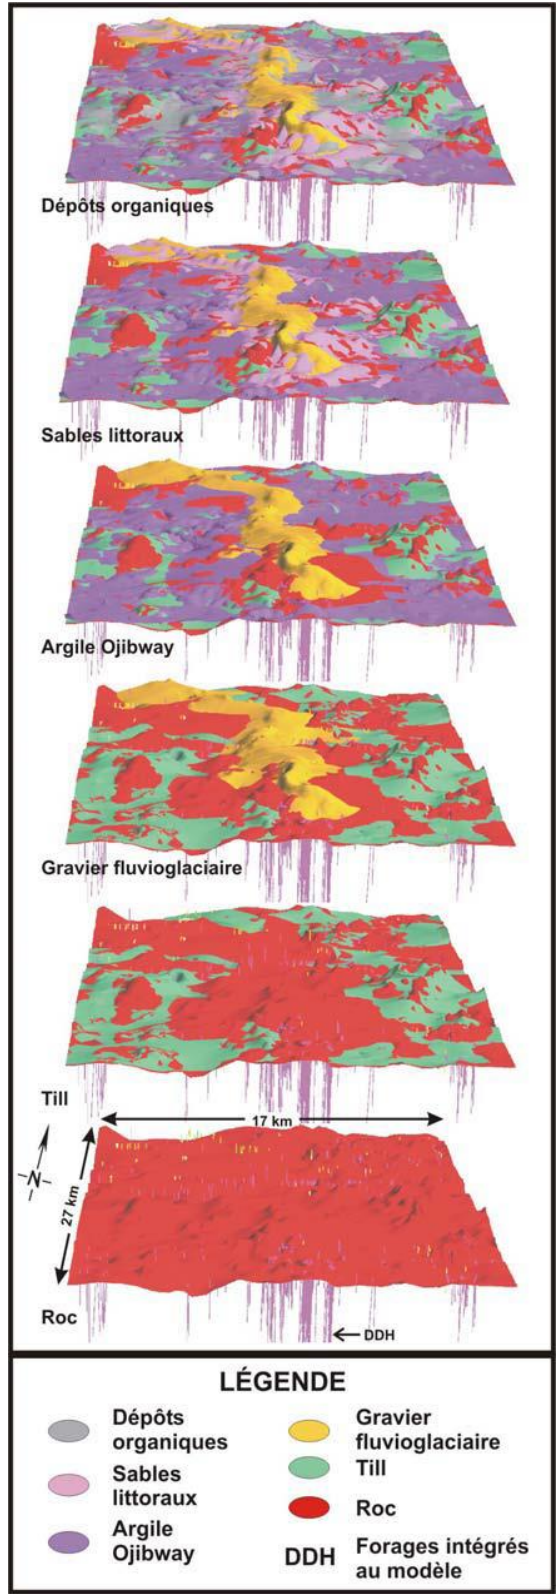 Dépôts organiques
Sables littoraux
Argile Ojibway
Gravier fluvioglaciaire
Till
17 km
N
27 km
Roc
DDH
LÉGENDE
Dépôts
organiques
Sables
littoraux
Argile
Ojibway
Gravier
fluvioglaciaire
Till
Roc
DDH
Forages intégrés
au modèle